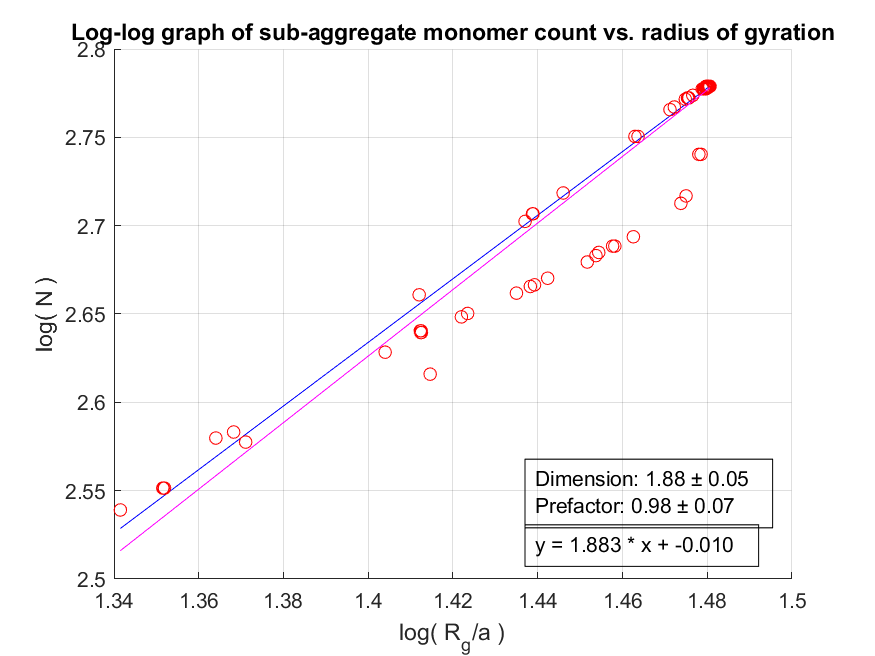 Log-log graph of sub-aggregate monomer count vs. radius of gyration
2.8
2.75
2.7
2.65
2.6
2.55
2.5
log( N )
Dimension: 1.88 ± 0.05
Prefactor: 0.98 ± 0.07
y = 1.883 * x + -0.010
1.34 1.36 1.38 1.4 1.42 1.44 1.46 1.48 1.5
log( R_g/a )